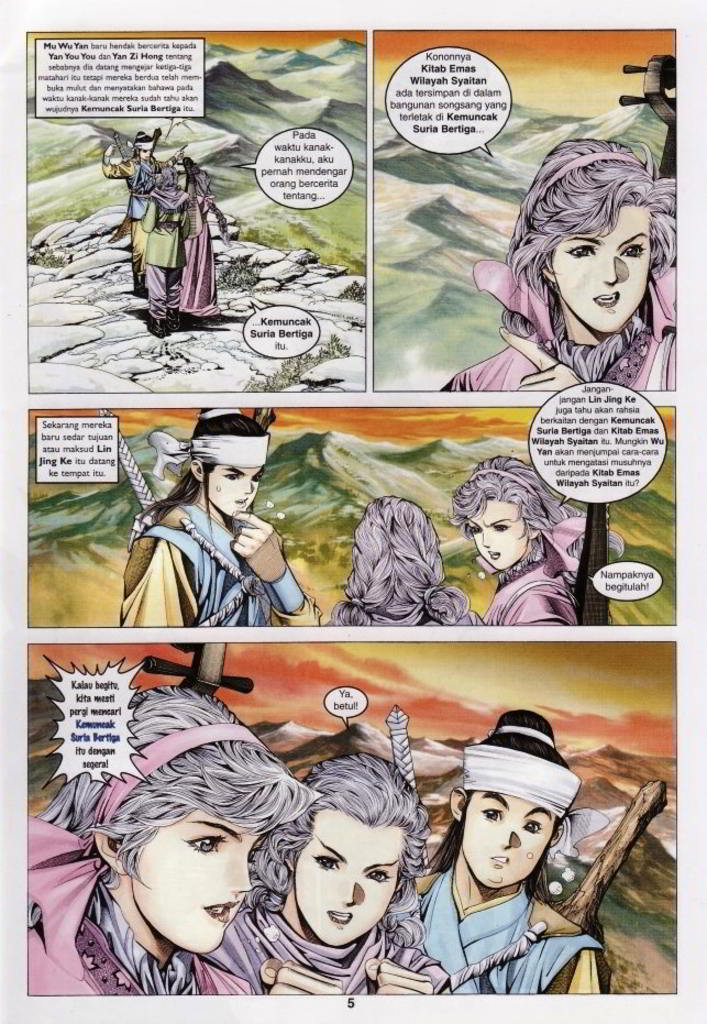 Mu Wu Yan baru hendak bercerita kepada
Yan You You dan Yan Zi Hong tentang
sebabnya dia datang mengejar ketiga-tiga
matahari itu tetapi mereka berdua telah mem-
buka mulut dan menyatakan bahawa pada
waktu kanak-kanak mereka sudah tahu akan
wujudnya Kemuncak Suria Bertiga itu.
Pada
waktu kanak-
kanakku, aku
pernah mendengar
orang bercerita
tentang...
...Kemuncak
Suria Bertiga
itu.
Kononnya
Kitab Emas
Wilayah Syaitan
ada tersimpan di dalam
bangunan songsang yang
terletak di Kemuncak
Suria Bertiga...
Sekarang mereka
baru sedar tujuan
atau maksud Lin
Jing Ke itu datang
ke tempat itu.
Jangan-
jangan Lin Jing Ke
juga tahu akan rahsia
berkaitan dengan Kemuncak
Suria Bertiga dan Kitab Emas
Wilayah Syaitan itu. Mungkin Wu
Yan akan menjumpai cara-cara
untuk mengatasi musuhnya
daripada Kitab Emas
Wilayah Syaitan
itu?
Nampaknya
begitulah!
Kalau begitu,
kita mesti
pergi mencari
Kemuncak
Suria Bertiga
itu dengan
segera!
Ya,
betul!
5